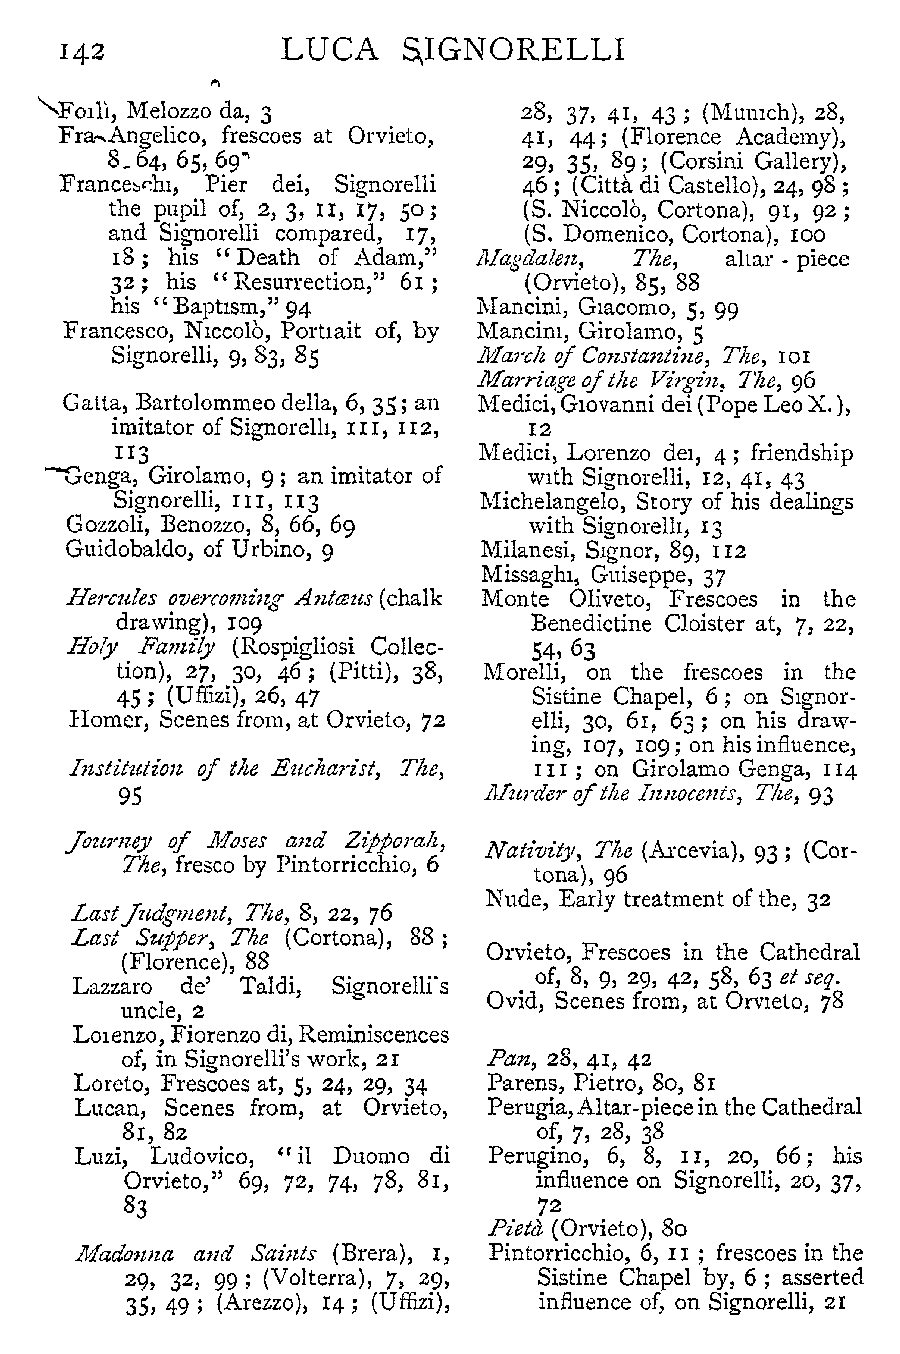 142 LUCA SIGNORELLI
Forlì, Melozzo da, 3
Fra Angelico, frescoes at Orvieto,
8, 64, 65, 69
Franceschi, Pier dei, Signorelli
the pupil of, 2, 3, 11, 17, 50;
and Signorelli compared, 17,
18; his "Death of Adam,"
32; his "Resurrection," 61;
his "Baptism," 94
Francesco, Niccolò, Portrait of, by
Signorelli, 9, 83, 85
Gatta, Bartolommeo della, 6, 35; an
imitator of Signorelli, 111, 112,
113
Genga, Girolamo, 9; an imitator of
Signorelli, 111, 113
Gozzoli, Benozzo, 8, 66, 69
Guidobaldo, of Urbino, 9
Hercules overcoming Antæus (chalk
drawing), 109
Holy Family (Rospigliosi Collec-
tion), 27, 30, 46; (Pitti), 38,
45; (Uffizi), 26, 47
Homer, Scenes from, at Orvieto, 72
Institution of the Eucharist, The,
95
Journey of Moses and Zipporah,
The, fresco by Pintorricchio, 6
Last Judgment, The, 8, 22, 76
Last Supper, The (Cortona), 88;
(Florence), 88
Lazzaro de' Taldi, Signorelli's
uncle, 2
Lorenzo, Fiorenzo di, Reminiscences
of, in Signorelli's work, 21
Loreto, Frescoes at, 5, 24, 29, 34
Lucan, Scenes from, at Orvieto,
81, 82
Luzi, Ludovico, "il Duomo di
Orvieto," 69, 72, 74, 78, 81,
83
Madonna and Saints (Brera), 1,
29, 32, 99; (Volterra), 7, 29,
35, 49; (Arezzo), 14; (Uffizi),
28, 37, 41, 43; (Munich), 28,
41, 44; (Florence Academy),
29, 35, 89; (Corsini Gallery),
46; (Città di Castello), 24, 98;
(S. Niccolò, Cortona), 91, 92;
(S. Domenico, Cortona), 100
Magdalen, The, altar-piece
(Orvieto), 85, 88
Mancini, Giacomo, 5, 99
Mancini, Girolamo, 5
March of Constantine, The, 101
Marriage of the Virgin, The, 96
Medici, Giovanni dei (Pope Leo X.),
12
Medici, Lorenzo dei, 4; friendship
with Signorelli, 12, 41, 43
Michelangelo, Story of his dealings
with Signorelli, 13
Milanesi, Signor, 89, 112
Missaghi, Guiseppe, 37
Monte Oliveto, Frescoes in the
Benedictine Cloister at, 7, 22,
54, 63
Morelli, on the frescoes in the
Sistine Chapel, 6; on Signor-
elli, 30, 61, 63; on his draw-
ing, 107, 109; on his influence,
111; on Girolamo Genga, 114
Murder of the Innocents, The, 93
Nativity, The (Arcevia), 93; (Cor-
tona), 96
Nude, Early treatment of the, 32
Orvieto, Frescoes in the Cathedral
of, 8, 9, 29, 42, 58, 63 et seq.
Ovid, Scenes from, at Orvieto, 78
Pan, 28, 41, 42
Parens, Pietro, 80, 81
Perugia, Altar-piece in the Cathedral
of, 7, 28, 38
Perugino, 6, 8, 11, 20, 66; his
influence on Signorelli, 20, 37,
72
Pietà (Orvieto), 80
Pintorricchio, 6, 11; frescoes in the
Sistine Chapel by, 6; asserted
influence of, on Signorelli, 21